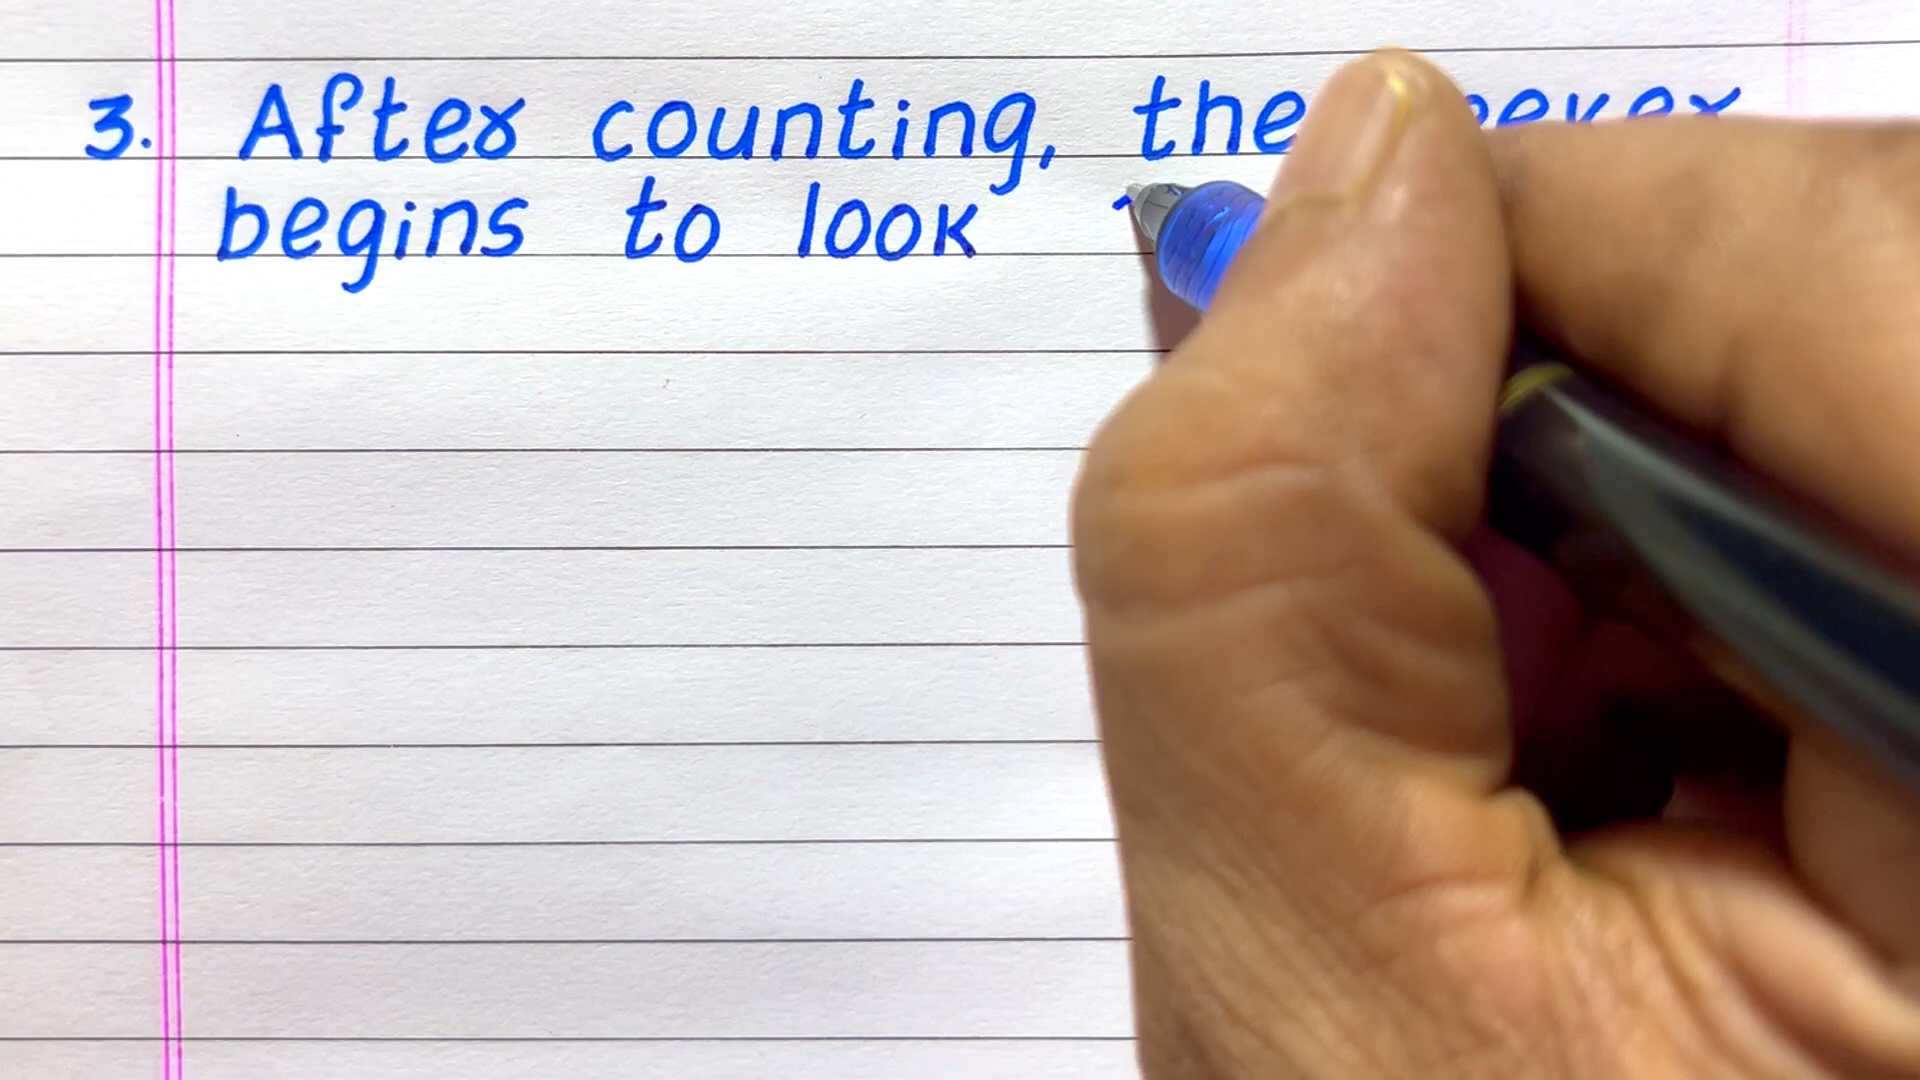 3. After counting, the
begins to look